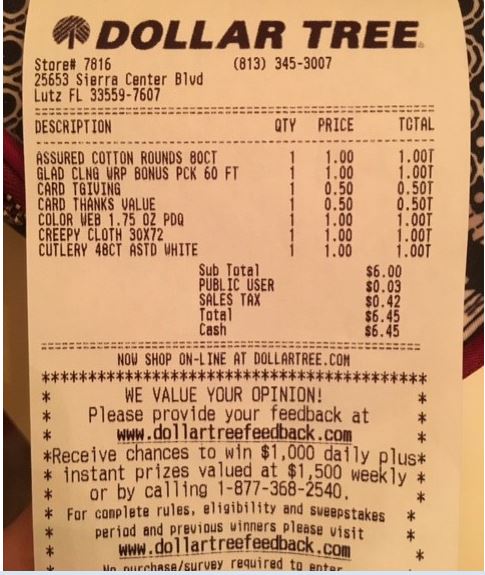 DOLLAR TREE
Store# 7816 (813) 345-3007
25653 Sierra Center Blvd
Lutz FL 33559-7607
DESCRIPTION QTY PRICE TOTAL
ASSURED COTTON ROUNDS 80CT 1 1.00 1.00T
GLAD CLNG WRP BONUS PCK 60 FT 1 1.00 1.00T
CARD TGIVING 1 0.50 0.50T
CARD THANKS VALUE 1 0.50 0.50T
COLOR WEB 1.75 OZ PDQ 1 1.00 1.00T
CREEPY CLOTH 30X72 1 1.00 1.00T
CUTLERY 48CT ASTD WHITE 1 1.00 1.00T
Sub Total $6.00
PUBLIC USER $0.03
SALES TAX $0.42
Total $6.45
Cash $6.45
NOW SHOP ON-LINE AT DOLLARTREE.COM
******************************************
* WE VALUE YOUR OPINION! *
* Please provide your feedback at *
* www.dollartreefeedback.com *
*Receive chances to win $1,000 daily plus*
* instant prizes valued at $1,500 weekly *
* or by calling 1-877-368-2540. *
* For complete rules, eligibility and sweepstakes *
* period and previous winners please visit *
* www.dollartreefeedback.com *
No purchase/survey required to enter